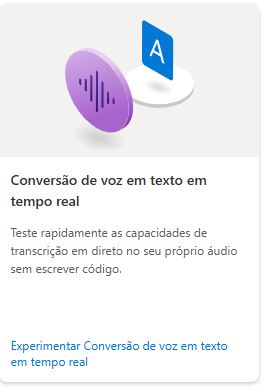 A
Conversão de voz em texto em
tempo real
Teste rapidamente as capacidades de
transcrição em direto no seu próprio áudio
sem escrever código.
Experimentar Conversão de voz em texto
em tempo real